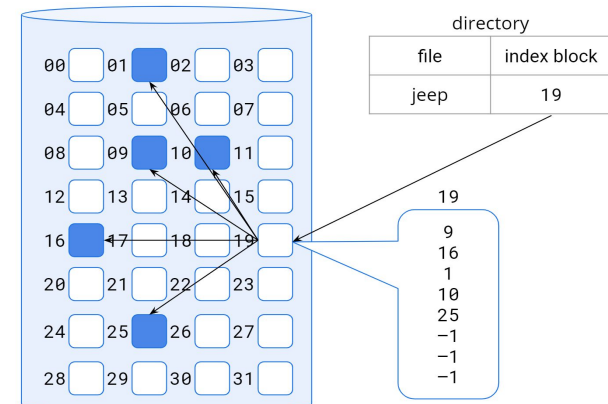 directory
file index block
jeep 19
00 01 02 03
04 05 06 07
08 09 10 11
12 13 14 15
16 17 18 19
20 21 22 23
24 25 26 27
28 29 30 31
19
9
16
1
10
25
−1
−1
−1